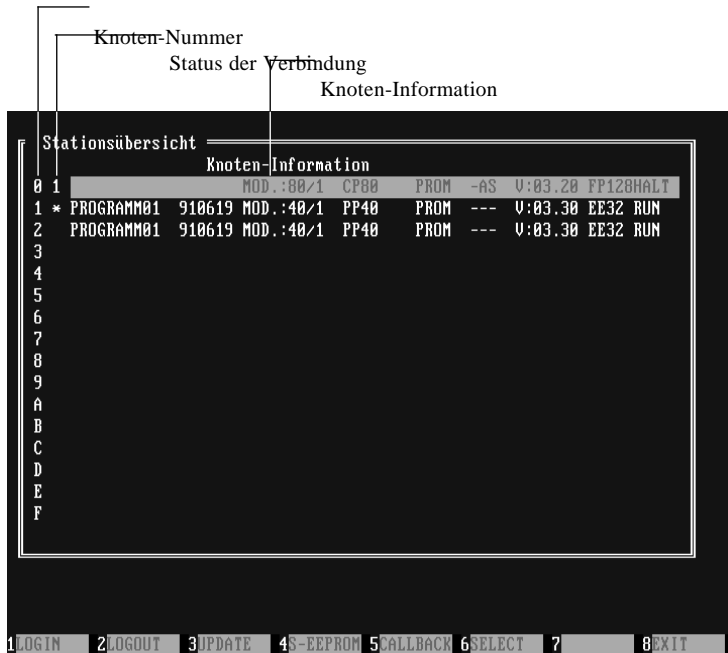 Knoten-Nummer
Status der Verbindung
Knoten-Information
Stationsübersicht
Knoten-Information
0 1 MOD.:80/1 CP80 PROM -AS V:03.20 FP128HALT
1 * PROGRAMM01 910619 MOD.:40/1 PP40 PROM --- V:03.30 EE32 RUN
2 PROGRAMM01 910619 MOD.:40/1 PP40 PROM --- V:03.30 EE32 RUN
3
4
5
6
7
8
9
A
B
C
D
E
F
1LOGIN 2LOGOUT 3UPDATE 4S-EEPROM 5CALLBACK 6SELECT 7 8EXIT